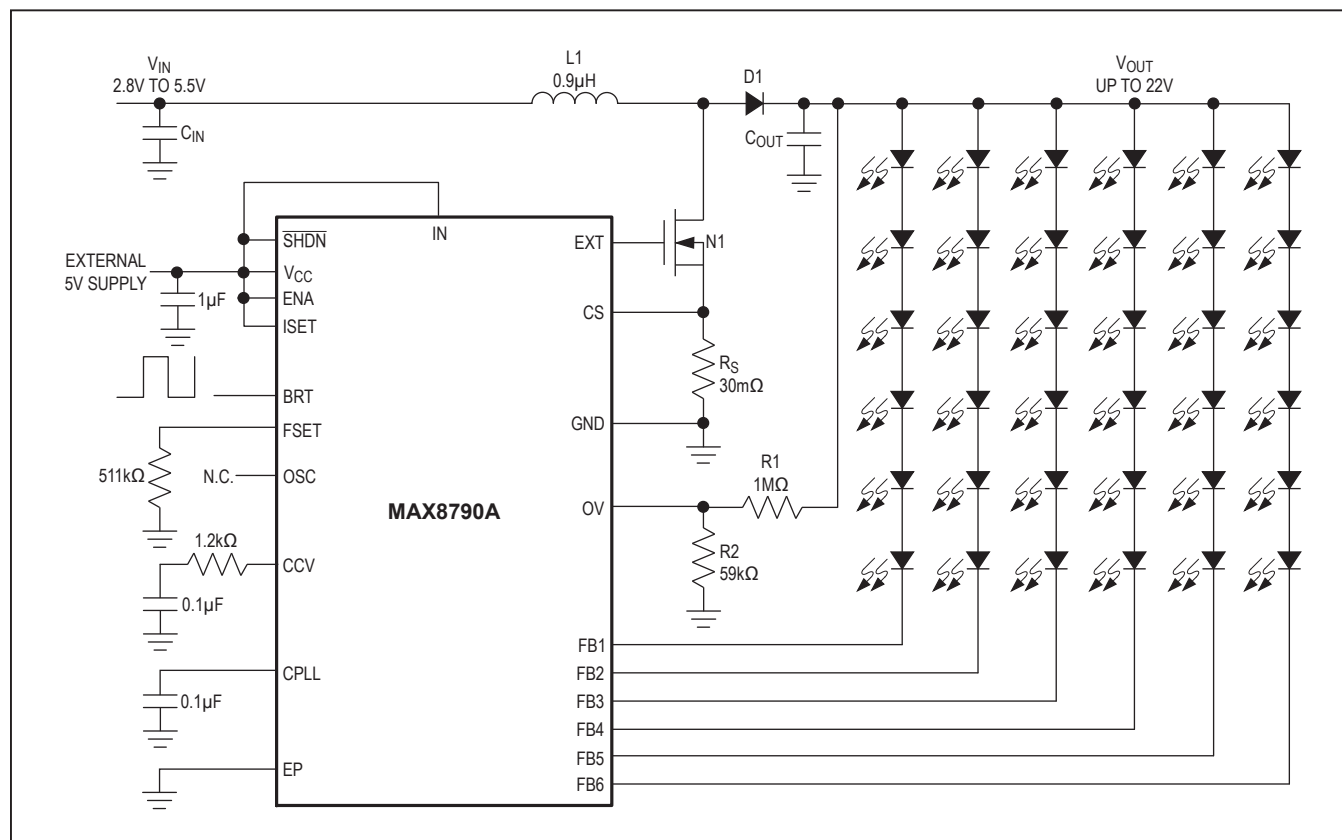 VIN
2.8V TO 5.5V
CIN
L1
0.9µH
D1
COUT
VOUT
UP TO 22V
EXTERNAL
5V SUPPLY
1µF
SHDN
VCC
ENA
ISET
IN
EXT
N1
CS
RS
30mΩ
GND
BRT
FSET
511kΩ
N.C.
OSC
MAX8790A
OV
R1
1MΩ
R2
59kΩ
1.2kΩ
CCV
0.1µF
CPLL
0.1µF
EP
FB1
FB2
FB3
FB4
FB5
FB6